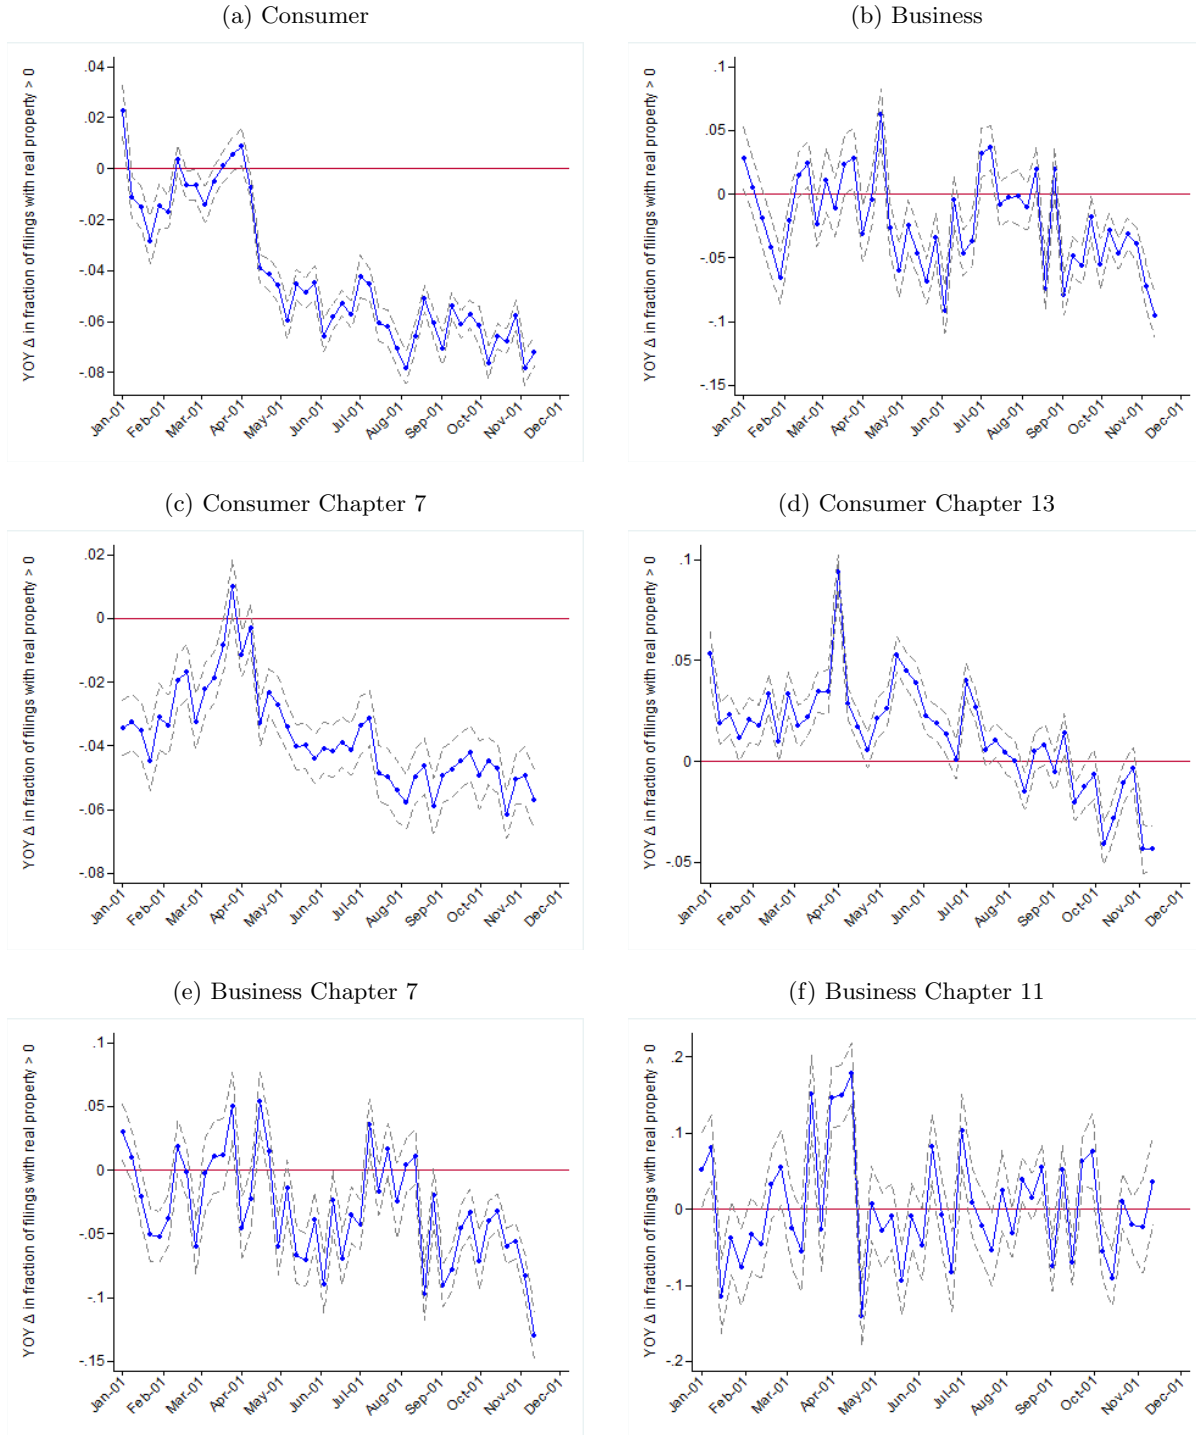 (a) Consumer
YOY Δ in fraction of filings with real property > 0
.04
.02
0
-.02
-.04
-.06
-.08
Jan-01
Feb-01
Mar-01
Apr-01
May-01
Jun-01
Jul-01
Aug-01
Sep-01
Oct-01
Nov-01
Dec-01
(b) Business
YOY Δ in fraction of filings with real property > 0
.1
.05
0
-.05
-.1
-.15
Jan-01
Feb-01
Mar-01
Apr-01
May-01
Jun-01
Jul-01
Aug-01
Sep-01
Oct-01
Nov-01
Dec-01
(c) Consumer Chapter 7
YOY Δ in fraction of filings with real property > 0
.02
0
-.02
-.04
-.06
-.08
Jan-01
Feb-01
Mar-01
Apr-01
May-01
Jun-01
Jul-01
Aug-01
Sep-01
Oct-01
Nov-01
Dec-01
(d) Consumer Chapter 13
YOY Δ in fraction of filings with real property > 0
.1
.05
0
-.05
Jan-01
Feb-01
Mar-01
Apr-01
May-01
Jun-01
Jul-01
Aug-01
Sep-01
Oct-01
Nov-01
Dec-01
(e) Business Chapter 7
YOY Δ in fraction of filings with real property > 0
.1
.05
0
-.05
-.1
-.15
Jan-01
Feb-01
Mar-01
Apr-01
May-01
Jun-01
Jul-01
Aug-01
Sep-01
Oct-01
Nov-01
Dec-01
(f) Business Chapter 11
YOY Δ in fraction of filings with real property > 0
.2
.1
0
-.1
-.2
Jan-01
Feb-01
Mar-01
Apr-01
May-01
Jun-01
Jul-01
Aug-01
Sep-01
Oct-01
Nov-01
Dec-01